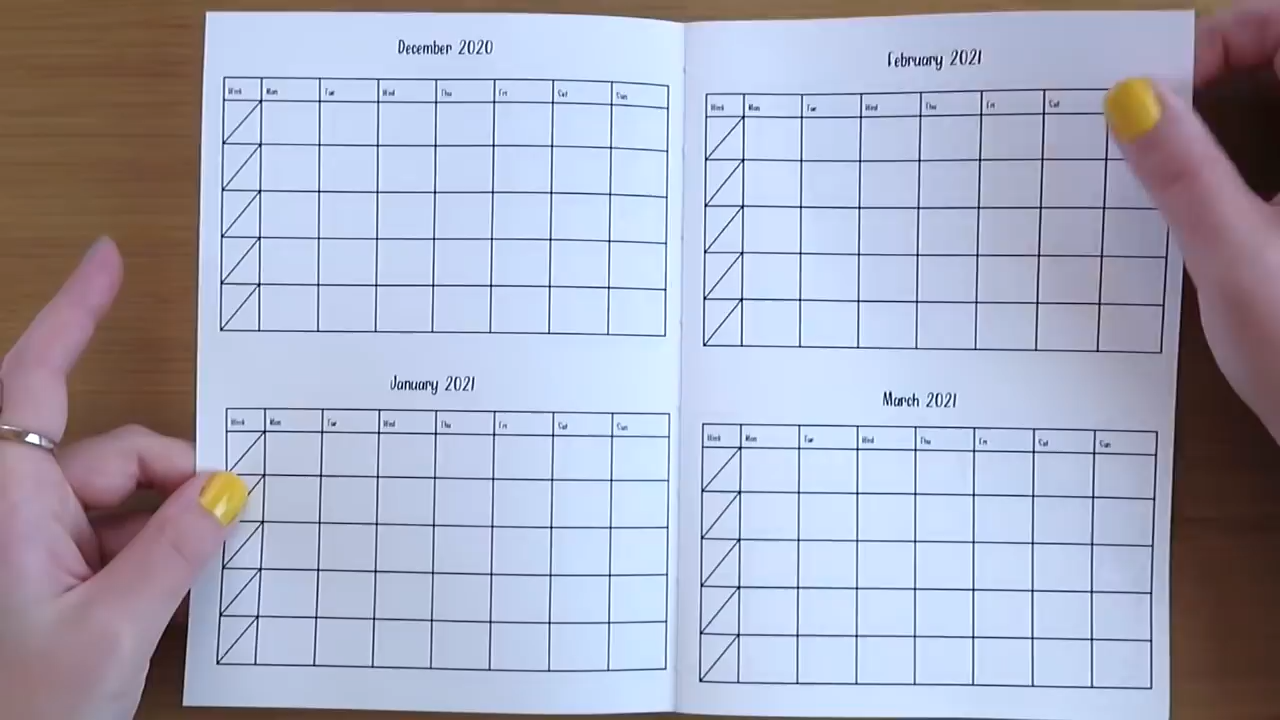 December 2020
Week Mon Tue Wed Thu Fri Sat Sun
January 2021
Week Mon Tue Wed Thu Fri Sat Sun
February 2021
Week Mon Tue Wed Thu Fri Sat
March 2021
Week Mon Tue Wed Thu Fri Sat Sun